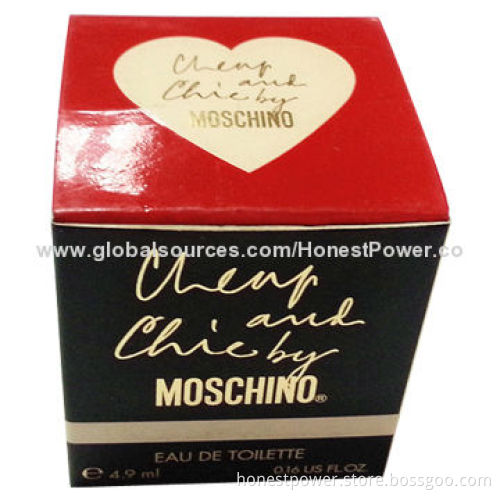 Cheap
and
Chic by
MOSCHINO
www.globalsources.com/HonestPower.co
Cheap
and
Chic by
MOSCHINO®
EAU DE TOILETTE
e 4.9 ml 0.16 US FL OZ
honestpower.store.bossgoo.com